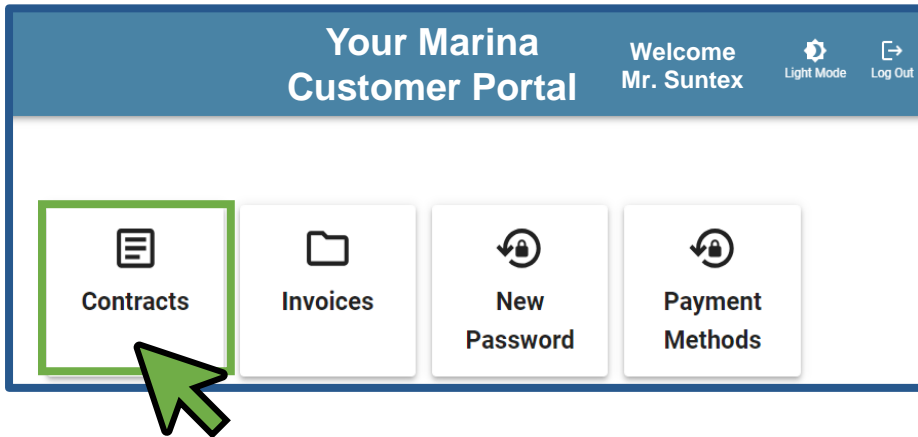 Your Marina
Customer Portal
Welcome
Mr. Suntex
Light Mode
Log Out
Contracts
Invoices
New
Password
Payment
Methods